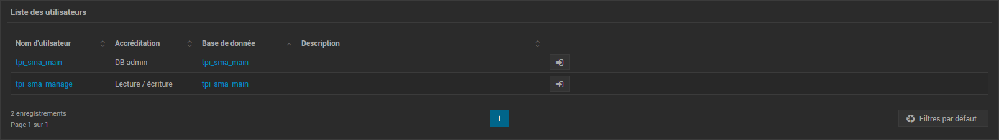 Liste des utilisateurs
Nom d'utilsateur Accréditation Base de donnée Description
tpi_sma_main DB admin tpi_sma_main
tpi_sma_manage Lecture / écriture tpi_sma_main
2 enregistrements
Page 1 sur 1
1
Filtres par défaut